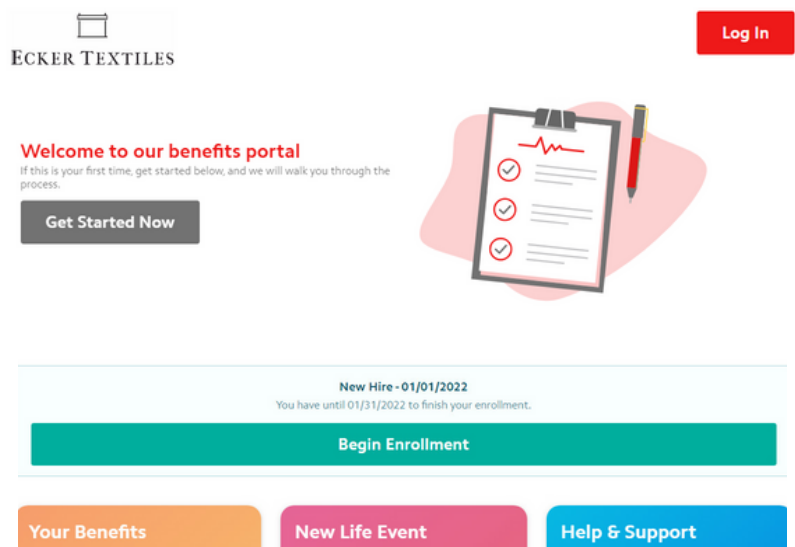 ECKER TEXTILES
Log In
Welcome to our benefits portal
If this is your first time, get started below, and we will walk you through the
process.
Get Started Now
New Hire - 01/01/2022
You have until 01/31/2022 to finish your enrollment.
Begin Enrollment
Your Benefits
New Life Event
Help & Support